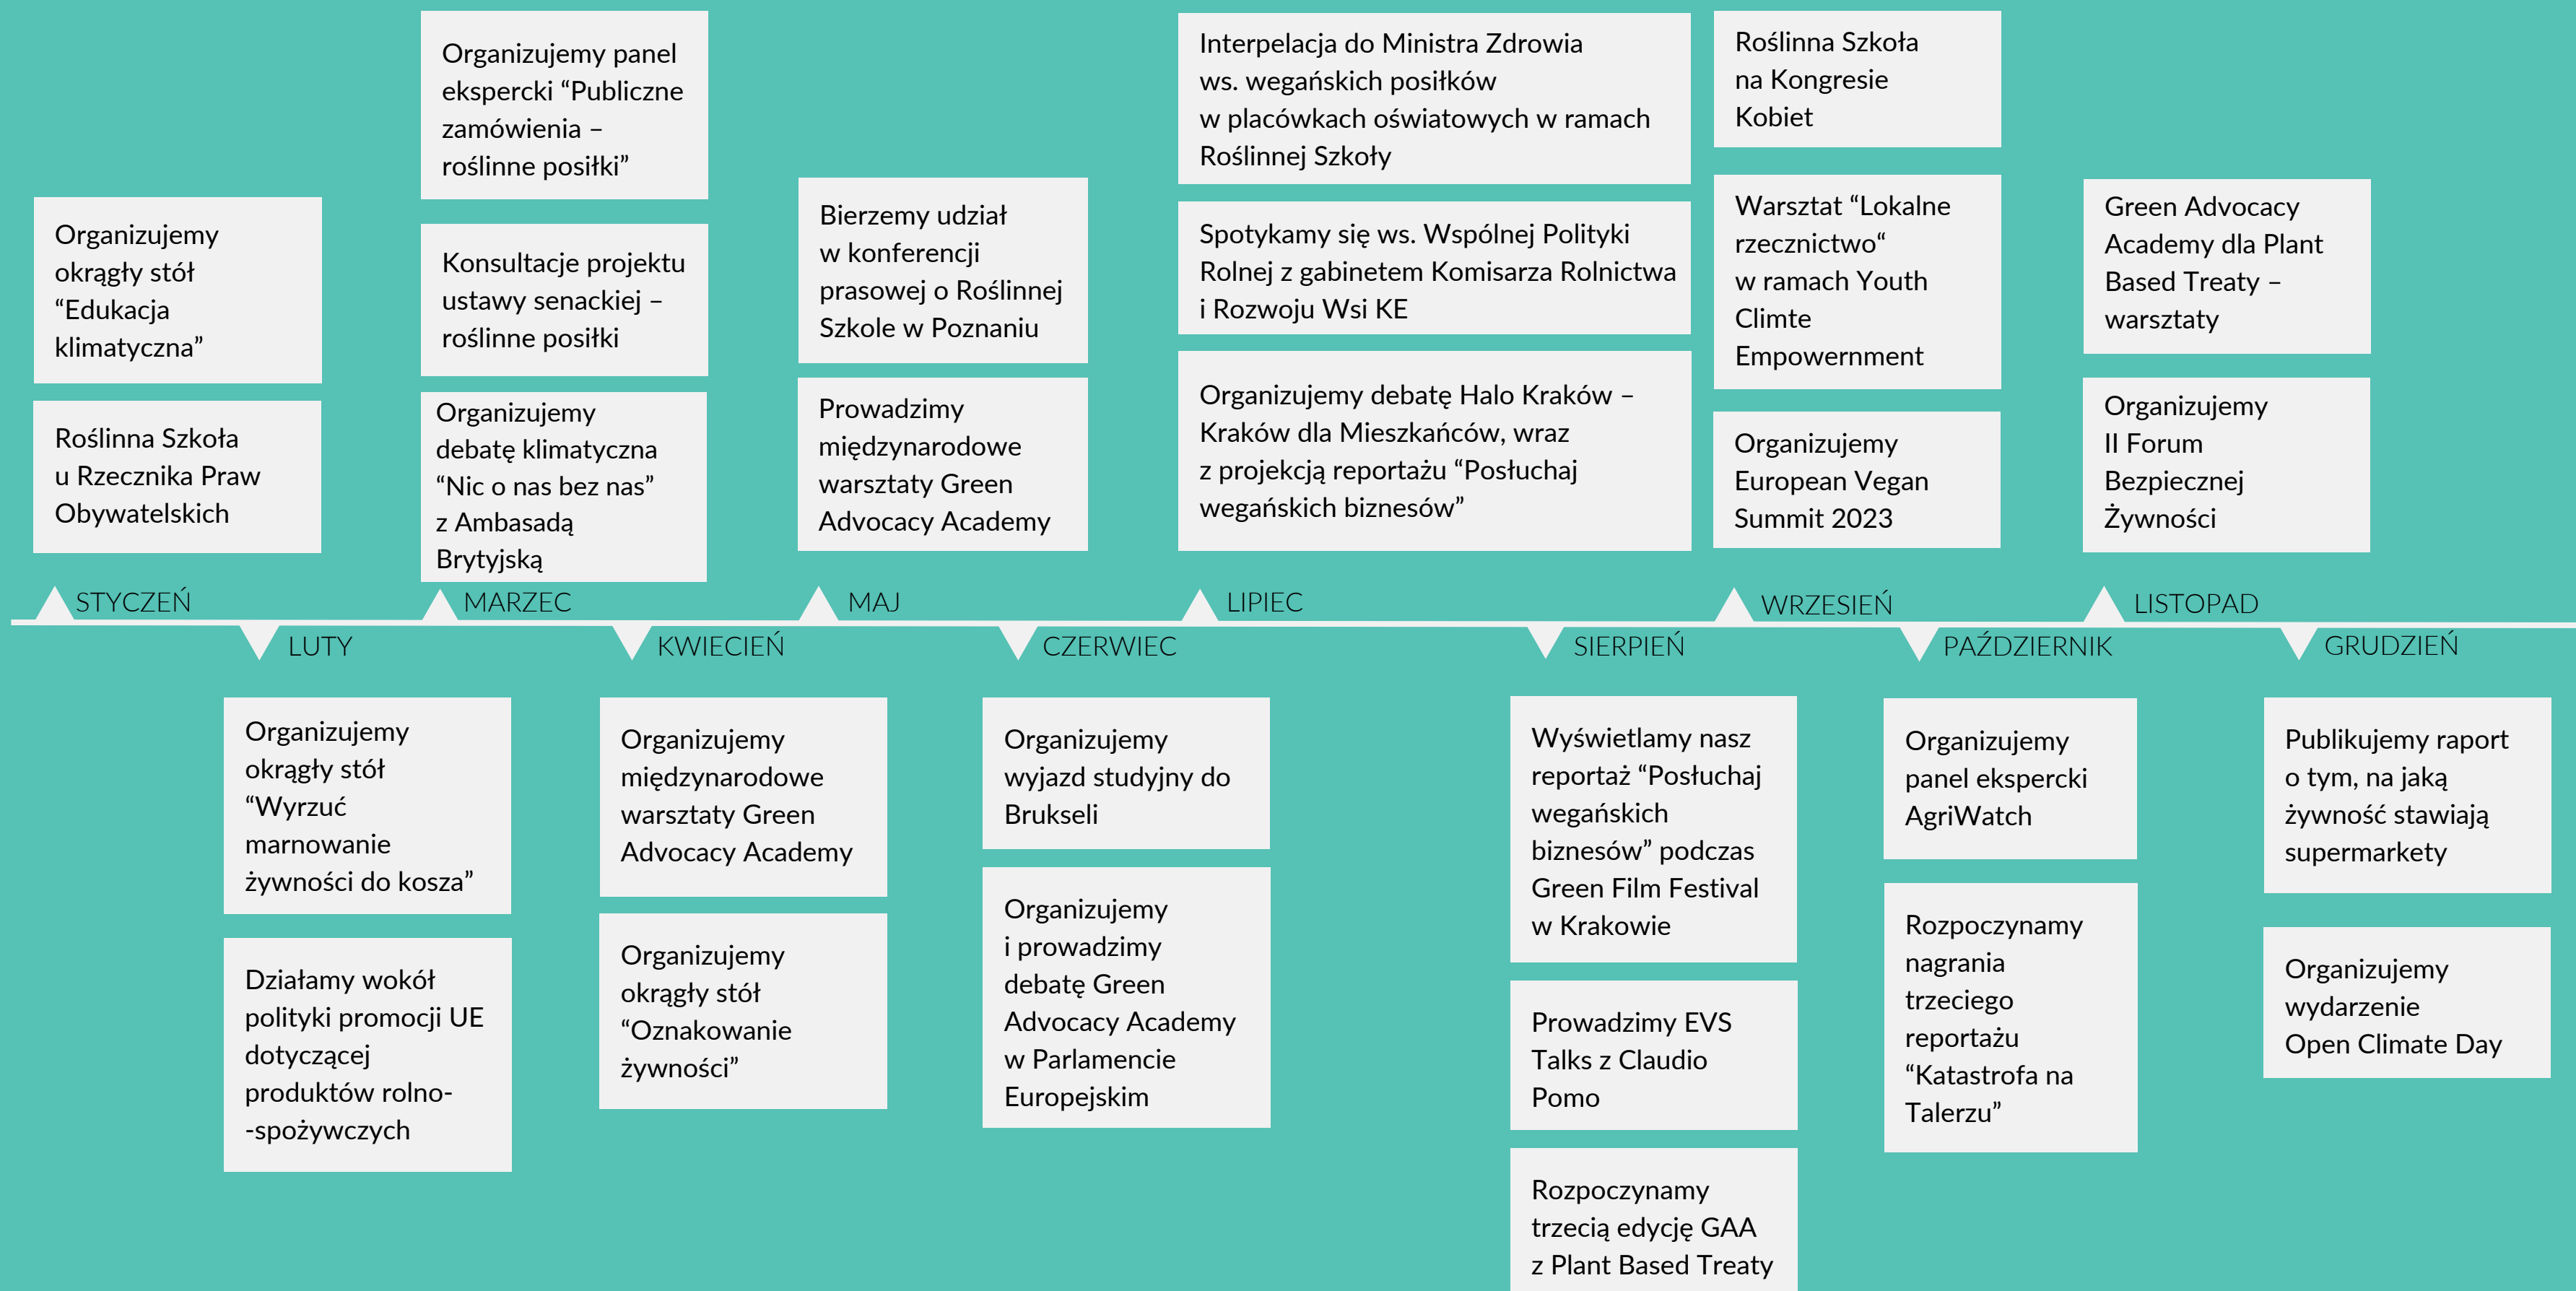 STYCZEŃ
Organizujemy
okrągły stół
“Edukacja
klimatyczna”
Roślinna Szkoła
u Rzecznika Praw
Obywatelskich
LUTY
Organizujemy
okrągły stół
“Wyrzuć
marnowanie
żywności do kosza”
Działamy wokół
polityki promocji UE
dotyczącej
produktów rolno-
-spożywczych
MARZEC
Organizujemy panel
ekspercki “Publiczne
zamówienia –
roślinne posiłki”
Konsultacje projektu
ustawy senackiej –
roślinne posiłki
Organizujemy
debatę klimatyczna
“Nic o nas bez nas”
z Ambasadą
Brytyjską
KWIECIEŃ
Organizujemy
międzynarodowe
warsztaty Green
Advocacy Academy
Organizujemy
okrągły stół
“Oznakowanie
żywności”
MAJ
Bierzemy udział
w konferencji
prasowej o Roślinnej
Szkole w Poznaniu
Prowadzimy
międzynarodowe
warsztaty Green
Advocacy Academy
CZERWIEC
Organizujemy
wyjazd studyjny do
Brukseli
Organizujemy
i prowadzimy
debatę Green
Advocacy Academy
w Parlamencie
Europejskim
LIPIEC
Interpelacja do Ministra Zdrowia
ws. wegańskich posiłków
w placówkach oświatowych w ramach
Roślinnej Szkoły
Spotykamy się ws. Wspólnej Polityki
Rolnej z gabinetem Komisarza Rolnictwa
i Rozwoju Wsi KE
Organizujemy debatę Halo Kraków –
Kraków dla Mieszkańców, wraz
z projekcją reportażu “Posłuchaj
wegańskich biznesów”
SIERPIEŃ
Wyświetlamy nasz
reportaż “Posłuchaj
wegańskich
biznesów” podczas
Green Film Festival
w Krakowie
Prowadzimy EVS
Talks z Claudio
Pomo
Rozpoczynamy
trzecią edycję GAA
z Plant Based Treaty
WRZESIEŃ
Roślinna Szkoła
na Kongresie
Kobiet
Warsztat “Lokalne
rzecznictwo“
w ramach Youth
Climte
Empowernment
Organizujemy
European Vegan
Summit 2023
PAŹDZIERNIK
Organizujemy
panel ekspercki
AgriWatch
Rozpoczynamy
nagrania
trzeciego
reportażu
“Katastrofa na
Talerzu”
LISTOPAD
Green Advocacy
Academy dla Plant
Based Treaty –
warsztaty
Organizujemy
II Forum
Bezpiecznej
Żywności
GRUDZIEŃ
Publikujemy raport
o tym, na jaką
żywność stawiają
supermarkety
Organizujemy
wydarzenie
Open Climate Day